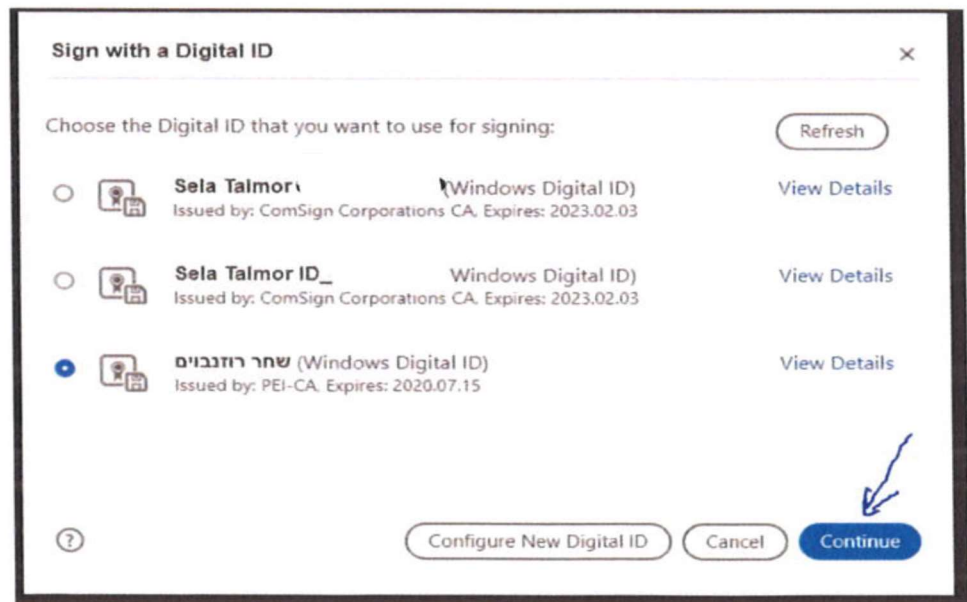 Sign with a Digital ID
Choose the Digital ID that you want to use for signing:
Refresh
Sela Talmor (Windows Digital ID)
View Details
Issued by: ComSign Corporations CA, Expires: 2023.02.03
Sela Talmor ID_ Windows Digital ID)
View Details
Issued by: ComSign Corporations CA, Expires: 2023.02.03
שחר רוזנבוים (Windows Digital ID)
View Details
Issued by: PEI-CA, Expires: 2020.07.15
Configure New Digital ID
Cancel
Continue